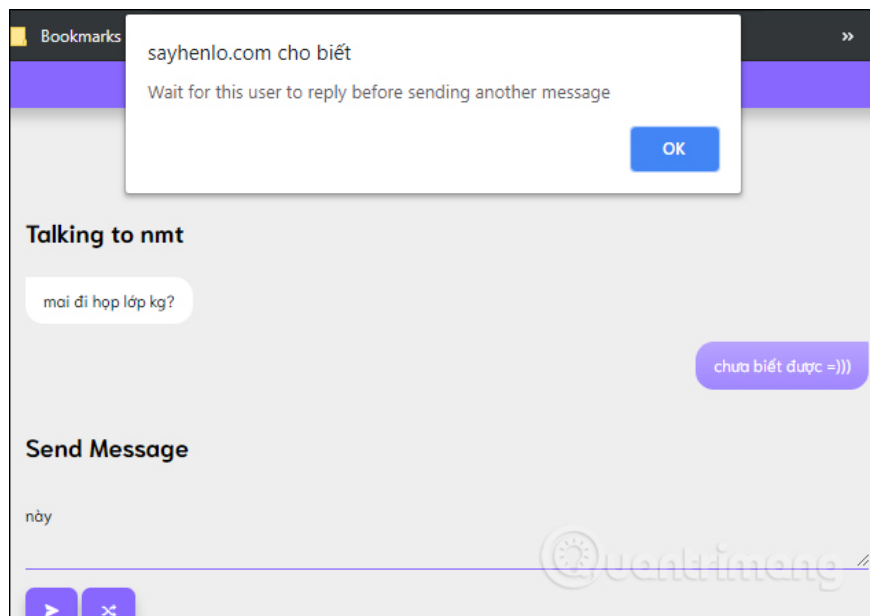 Bookmarks
»
sayhenlo.com cho biết
Wait for this user to reply before sending another message
OK
Talking to nmt
mai đi họp lớp kg?
chưa biết được =)))
Send Message
này
Quantrimang